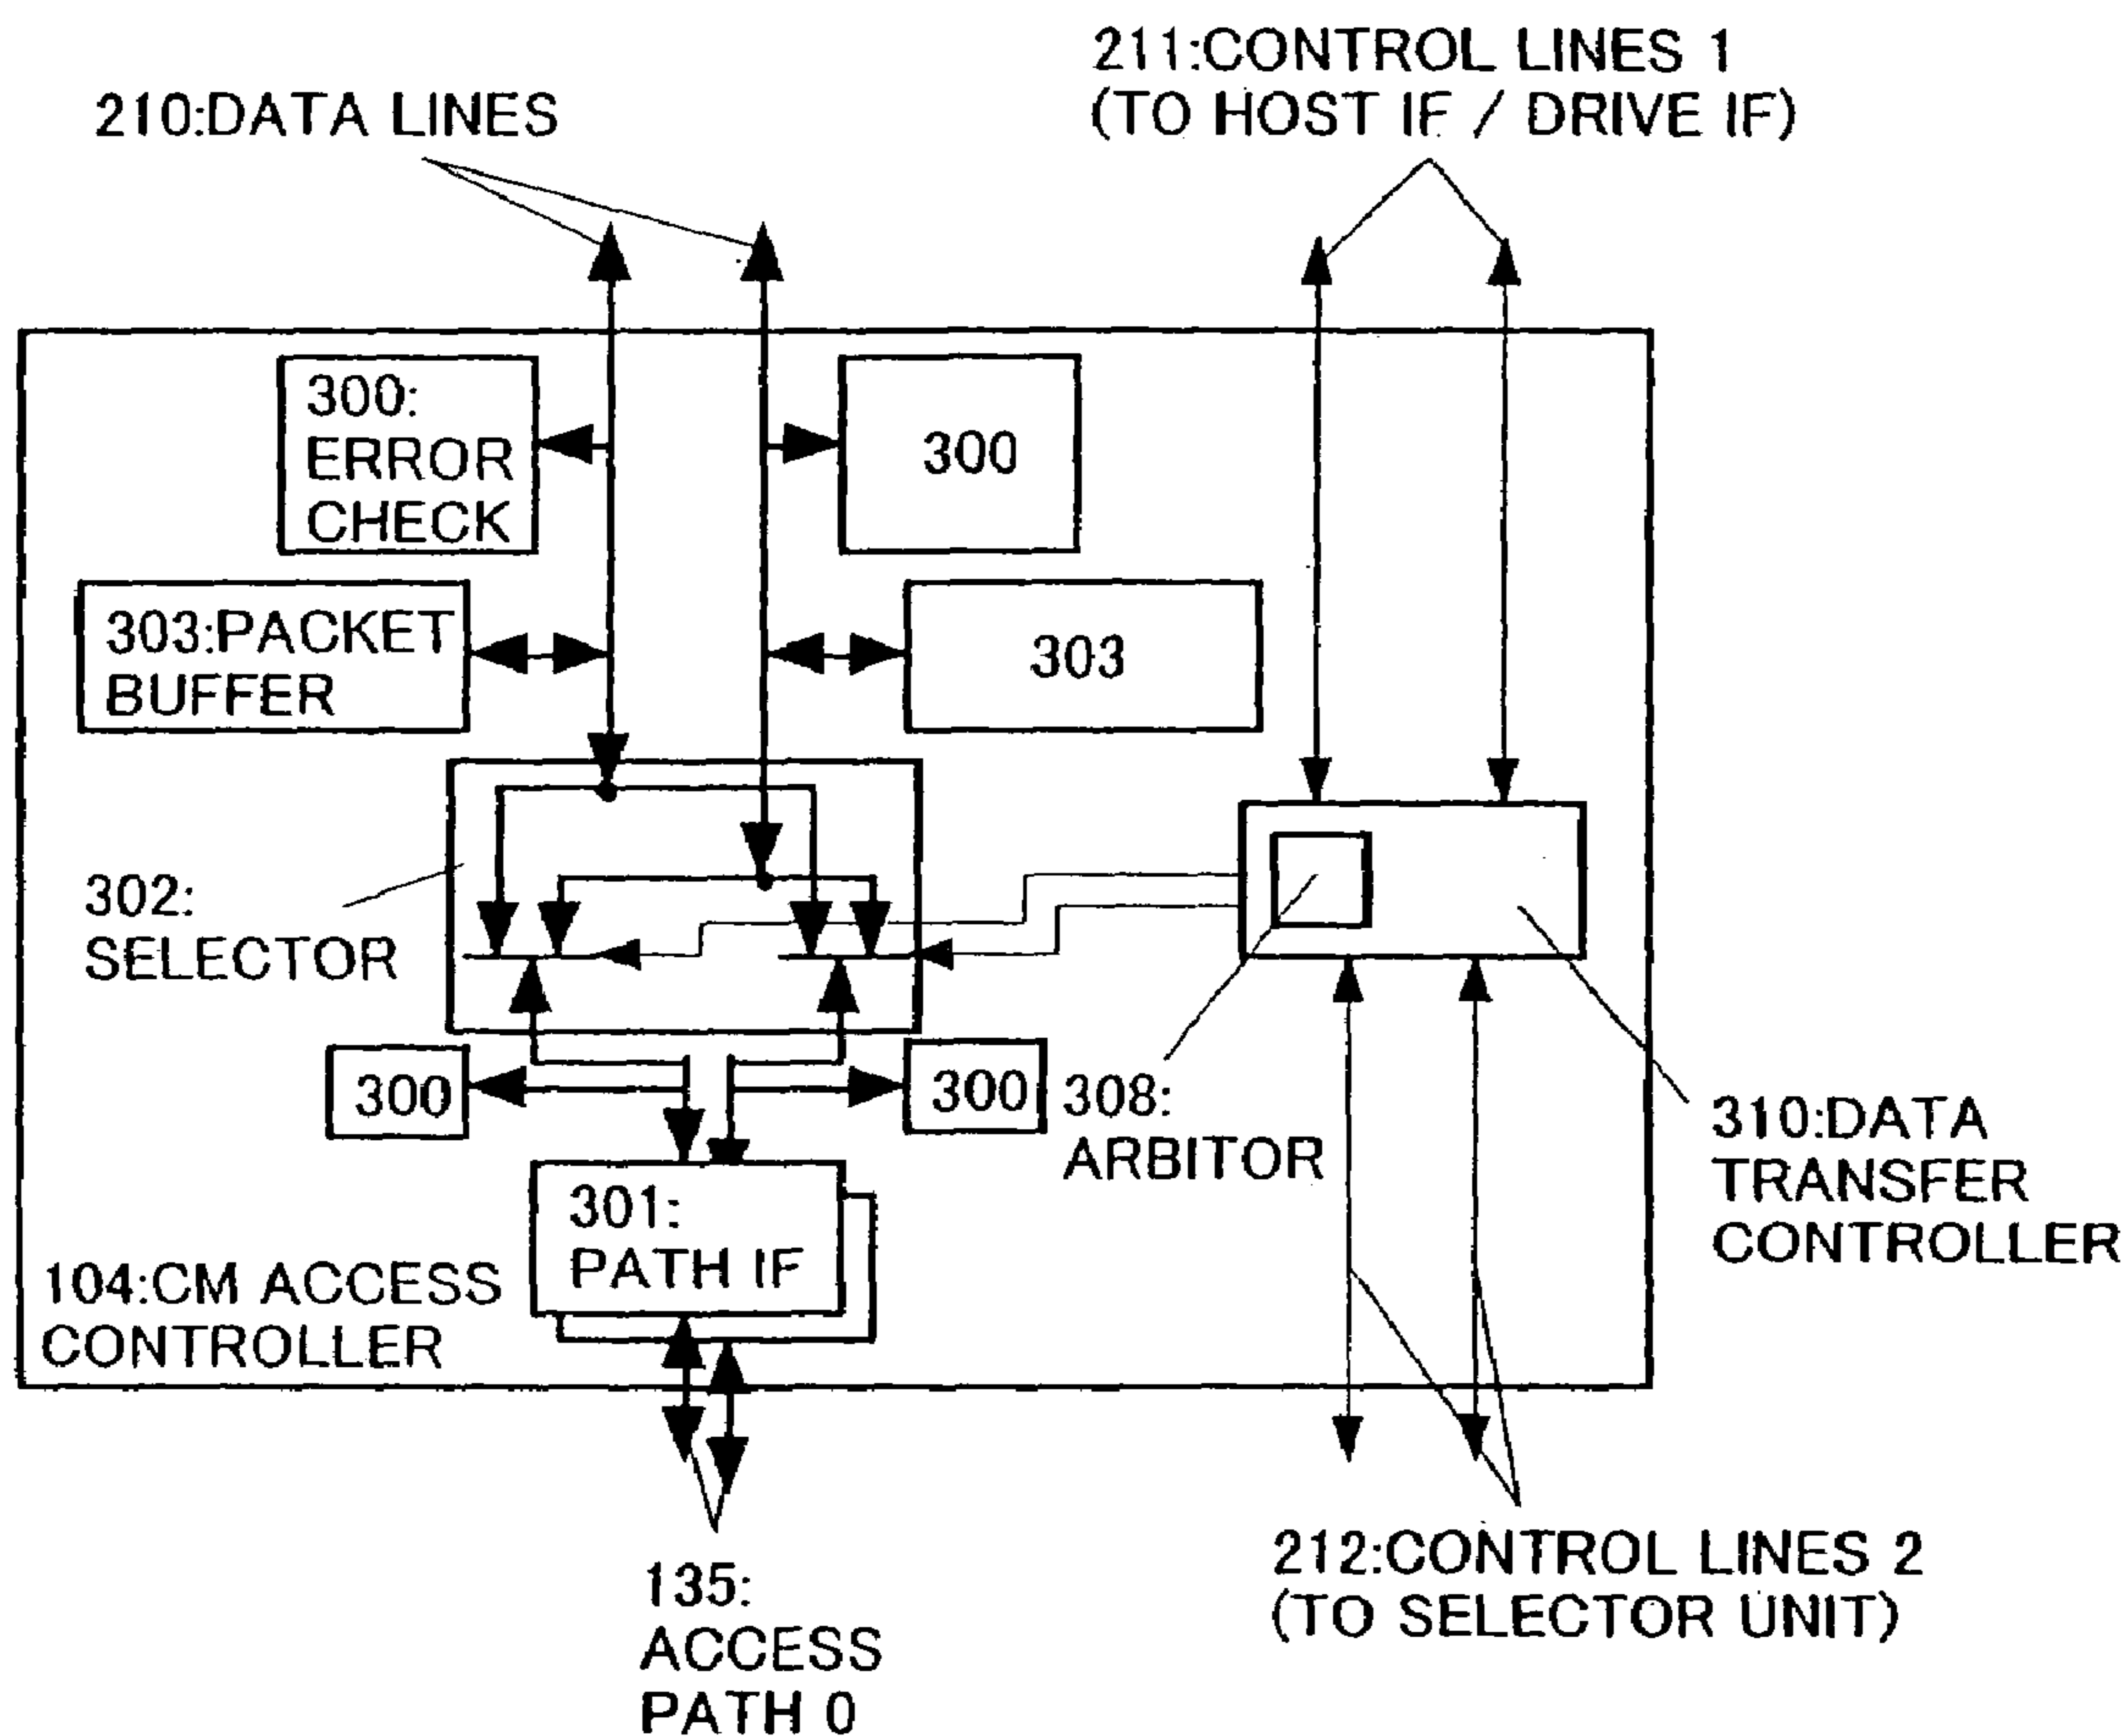 211:CONTROL LINES 1
(TO HOST IF / DRIVE IF)
210:DATA LINES
300:
ERROR
CHECK
300
303:PACKET
BUFFER
303
302:
SELECTOR
300
300
308:
ARBITOR
310:DATA
TRANSFER
CONTROLLER
301:
PATH IF
104:CM ACCESS
CONTROLLER
135:
ACCESS
PATH 0
212:CONTROL LINES 2
(TO SELECTOR UNIT)